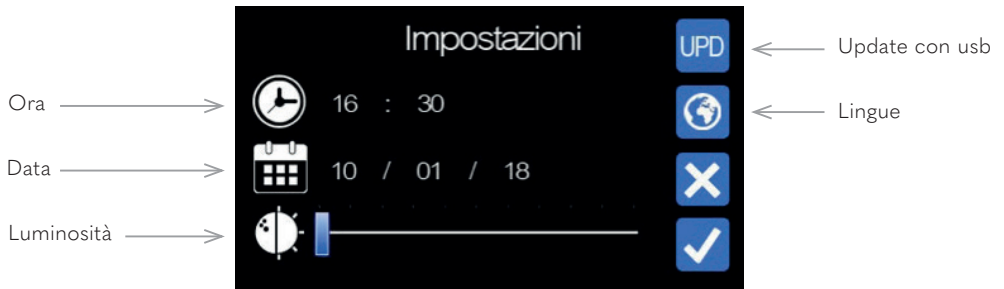 Impostazioni
UPD
Update con usb
Ora
16 : 30
Lingue
Data
10 / 01 / 18
Luminosità